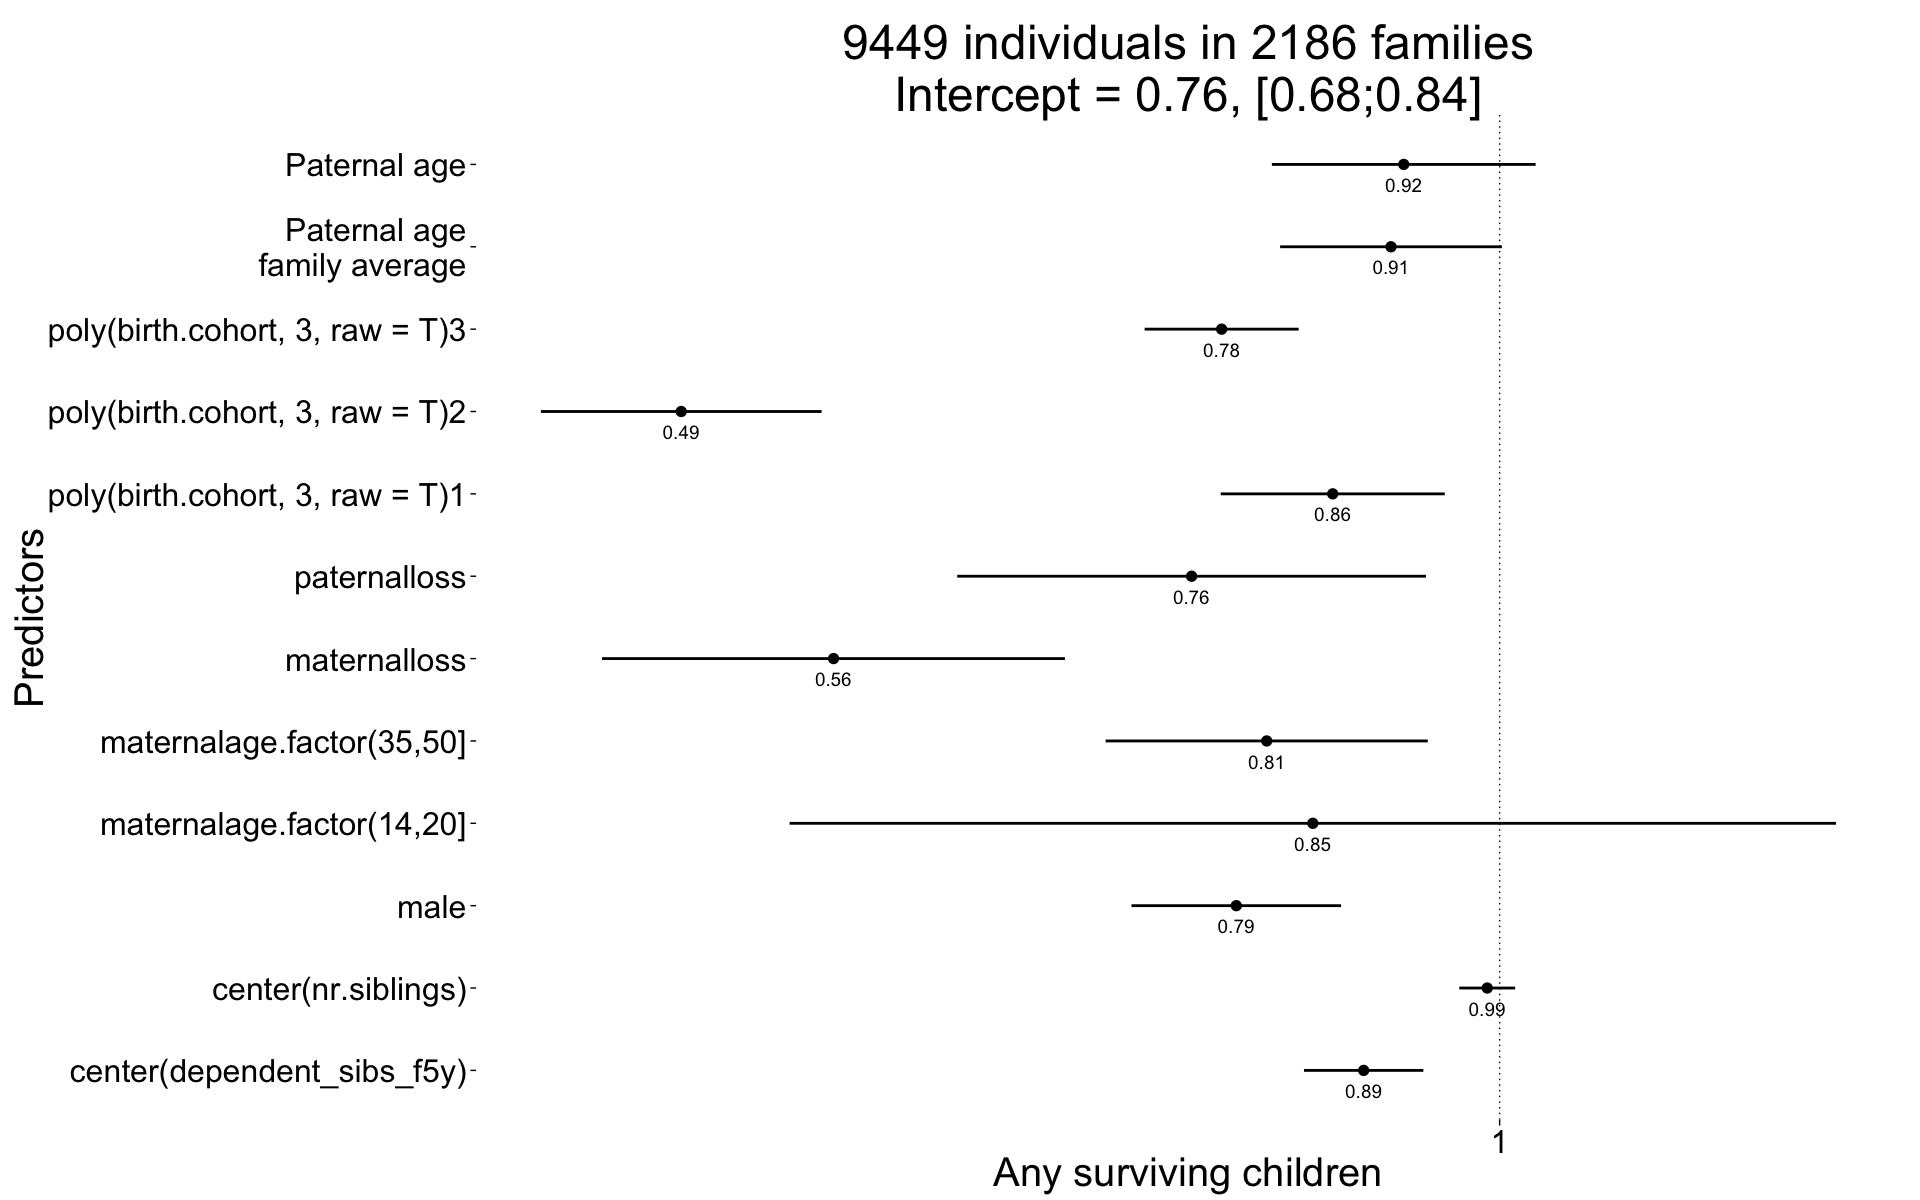 9449 individuals in 2186 families
Intercept = 0.76, [0.68;0.84]
Paternal age
0.92
Paternal age
family average
0.91
poly(birth.cohort, 3, raw = T)3
0.78
poly(birth.cohort, 3, raw = T)2
0.49
poly(birth.cohort, 3, raw = T)1
0.86
Predictors
paternalloss
0.76
maternalloss
0.56
maternalage.factor(35,50]
0.81
maternalage.factor(14,20]
0.85
male
0.79
center(nr.siblings)
0.99
center(dependent_sibs_f5y)
0.89
1
Any surviving children